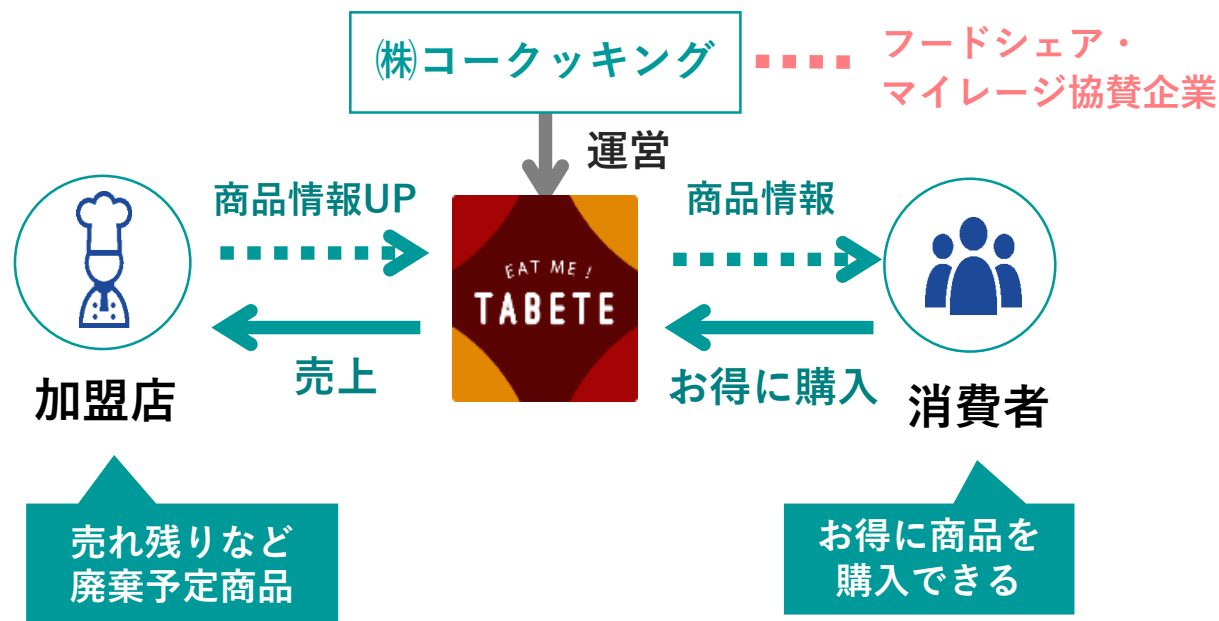 ㈱コークッキング
フードシェア・
マイレージ協賛企業
運営
商品情報UP
商品情報
EAT ME !
TABETE
売上
お得に購入
加盟店
消費者
売れ残りなど
廃棄予定商品
お得に商品を
購入できる